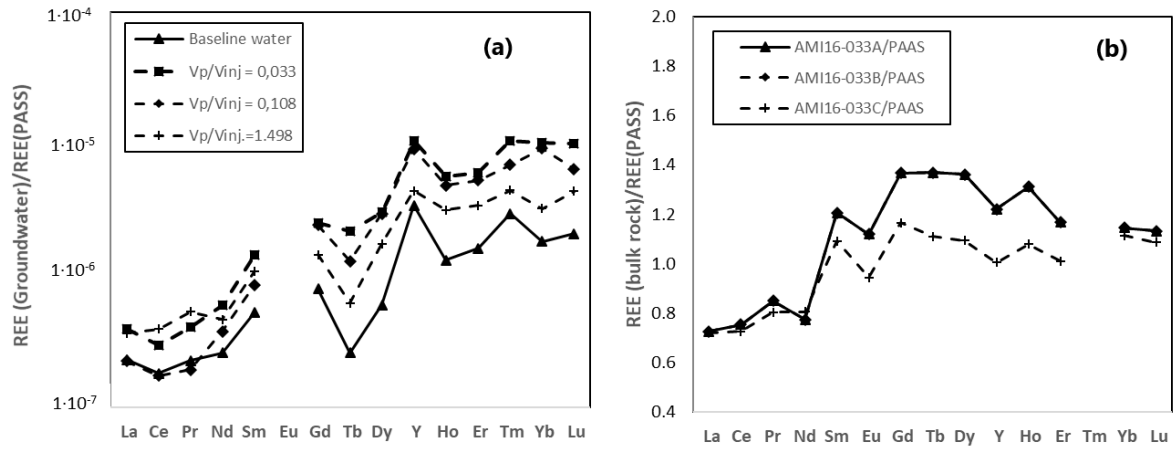 1·10-4
1·10-5
1·10-6
1·10-7
REE (Groundwater)/REE(PASS)
Baseline water
Vp/Vinj = 0,033
Vp/Vinj = 0,108
Vp/Vinj.=1.498
(a)
La Ce Pr Nd Sm Eu Gd Tb Dy Y Ho Er Tm Yb Lu
2.0
1.8
1.6
1.4
1.2
1.0
0.8
0.6
0.4
REE (bulk rock)/REE(PASS)
AMI16-033A/PAAS
AMI16-033B/PAAS
AMI16-033C/PAAS
(b)
La Ce Pr Nd Sm Eu Gd Tb Dy Y Ho Er Tm Yb Lu